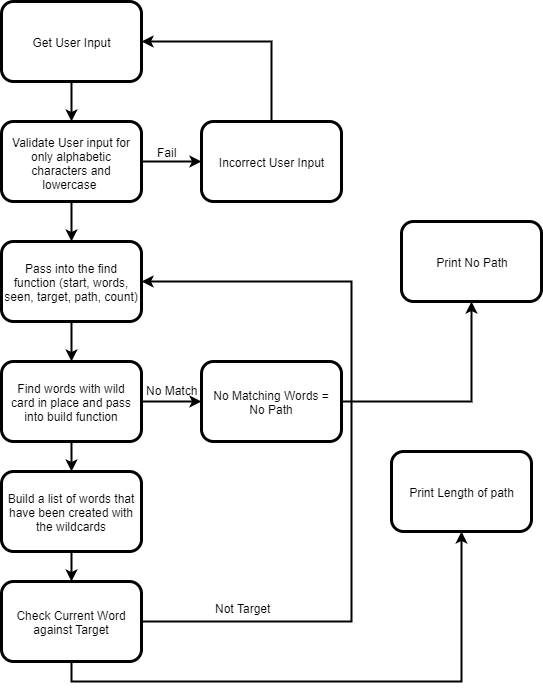 Get User Input
Validate User input for
only alphabetic
characters and
lowercase
Fail
Incorrect User Input
Pass into the find
function (start, words,
seen, target, path, count)
Print No Path
Find words with wild
card in place and pass
into build function
No Match
No Matching Words =
No Path
Build a list of words that
have been created with
the wildcards
Print Length of path
Check Current Word
against Target
Not Target